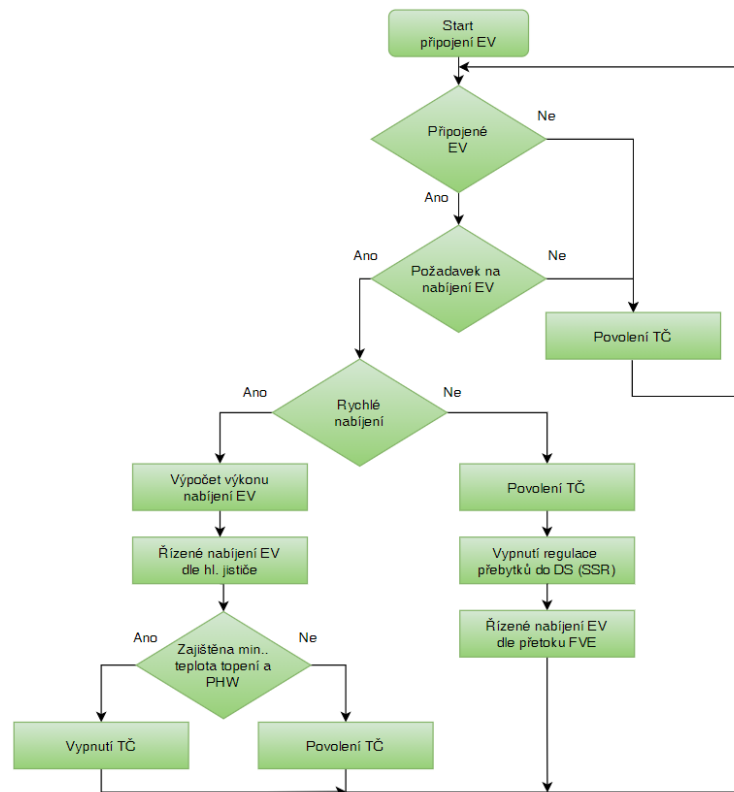 Start
připojení EV
Ne
Připojené
EV
Ano
Ano
Ne
Požadavek na
nabíjení EV
Povolení TČ
Ano
Ne
Rychlé
nabíjení
Výpočet výkonu
nabíjení EV
Povolení TČ
Řízené nabíjení EV
dle hl. jističe
Vypnutí regulace
přebytků do DS (SSR)
Řízené nabíjení EV
dle přetoku FVE
Ano
Ne
Zajištěna min..
teplota topení a
PHW
Vypnutí TČ
Povolení TČ